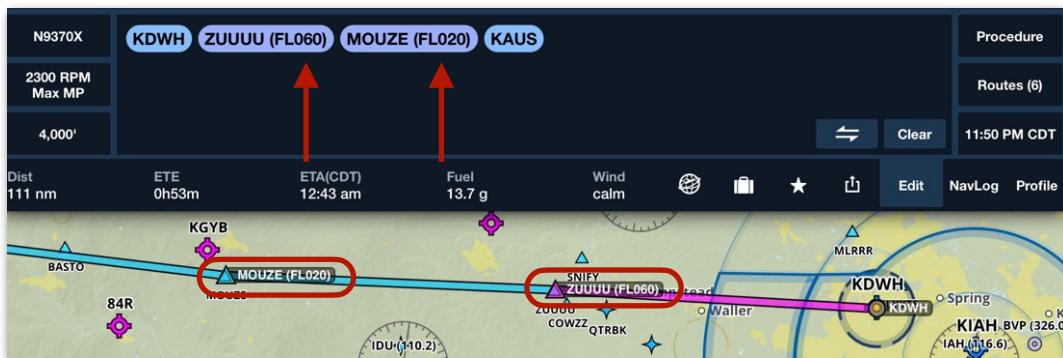 N9370X
KDWH ZUUUU (FL060) MOUZE (FL020) KAUS
Procedure
2300 RPM
Max MP
Routes (6)
4,000'
Clear
11:50 PM CDT
Dist
111 nm
ETE
0h53m
ETA(CDT)
12:43 am
Fuel
13.7 g
Wind
calm
Edit
NavLog
Profile
KGYB
BASTO
MOUZE (FL020)
MOUZE
84R
IDU (110.2)
SNIFY
ZUUUU (FL060)
ZUUUU
COWZZ
QTRBK
Waller
MLRRR
KDWH
KDWH
Spring
KIAH
IAH (116.6)
BVP (326.0